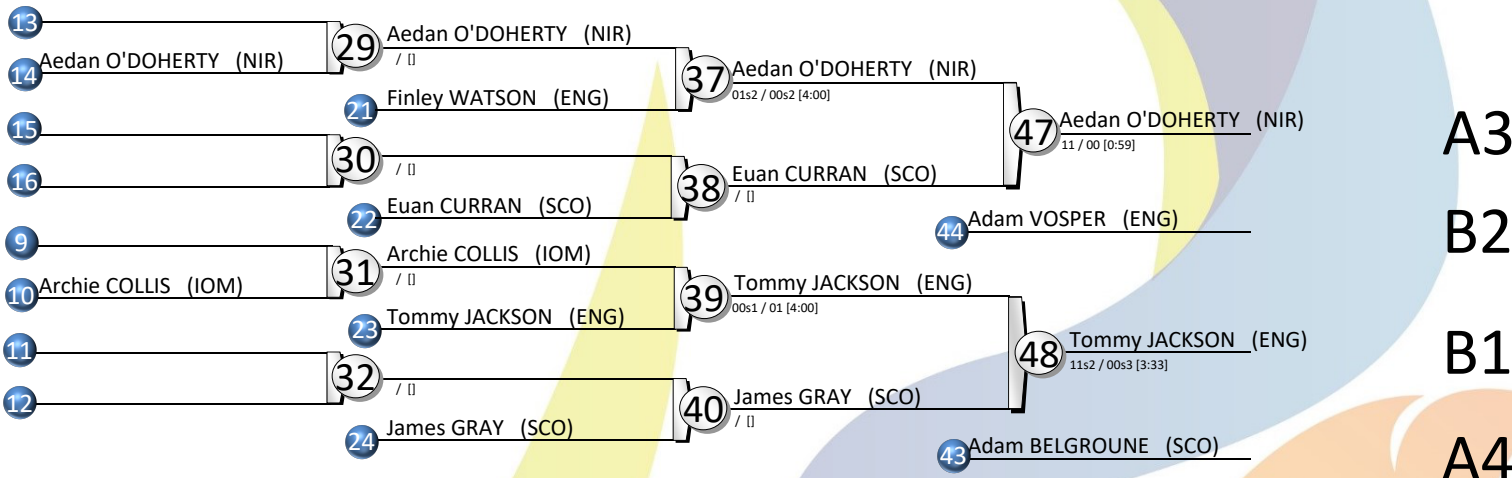 13
29 Aedan O'DOHERTY (NIR)
14 Aedan O'DOHERTY (NIR)
/ []
37 Aedan O'DOHERTY (NIR)
01s2 / 00s2 [4:00]
21 Finley WATSON (ENG)
15
47 Aedan O'DOHERTY (NIR)
11 / 00 [0:59]
A3
30
/ []
16
38 Euan CURRAN (SCO)
/ []
22 Euan CURRAN (SCO)
44 Adam VOSPER (ENG)
B2
9
31 Archie COLLIS (IOM)
/ []
10 Archie COLLIS (IOM)
39 Tommy JACKSON (ENG)
00s1 / 01 [4:00]
23 Tommy JACKSON (ENG)
11
48 Tommy JACKSON (ENG)
11s2 / 00s3 [3:33]
B1
32
/ []
12
40 James GRAY (SCO)
/ []
24 James GRAY (SCO)
43 Adam BELGROUNE (SCO)
A4